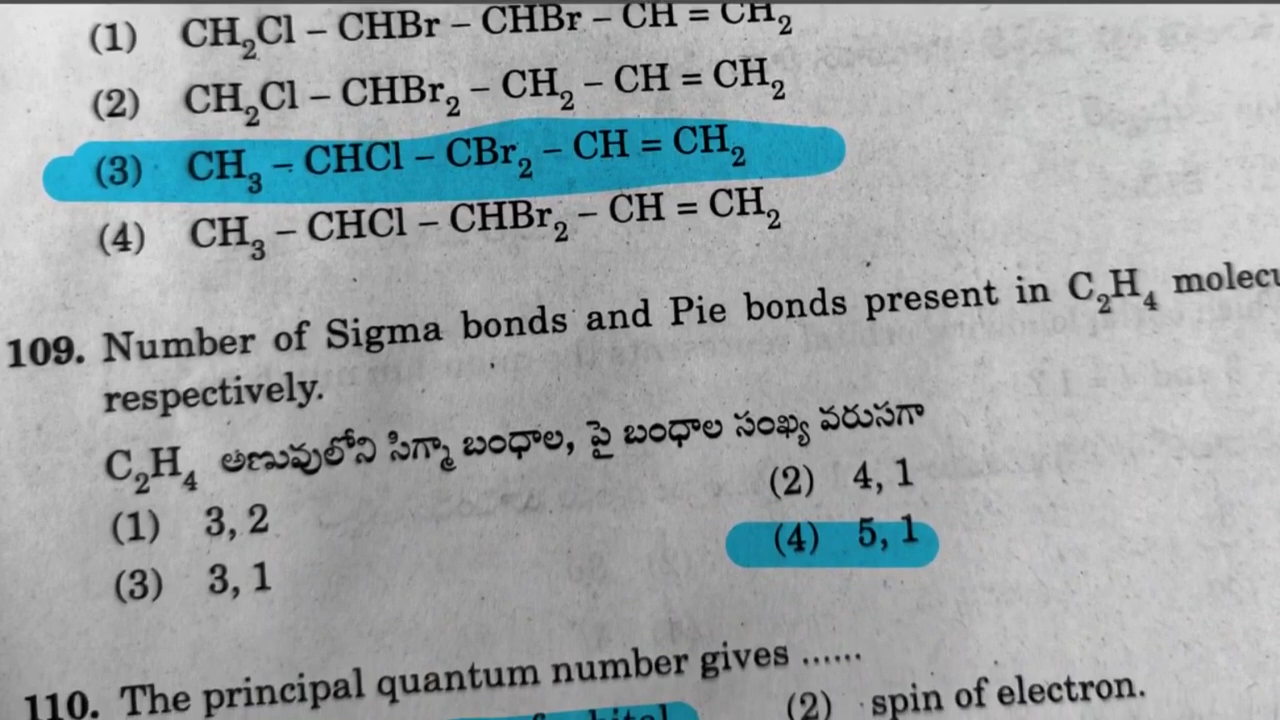 (1) CH₂Cl – CHBr – CHBr – CH = CH₂
(2) CH₂Cl – CHBr₂ – CH₂ – CH = CH₂
(3) CH₃ – CHCl – CBr₂ – CH = CH₂
(4) CH₃ – CHCl – CHBr₂ – CH = CH₂
109. Number of Sigma bonds and Pie bonds present in C₂H₄ molecu
respectively.
C₂H₄ అణువులోని సిగ్మా బంధాల, పై బంధాల సంఖ్య వరుసగా
(1) 3, 2 (2) 4, 1
(3) 3, 1 (4) 5, 1
110. The principal quantum number gives ......
(2) spin of electron.